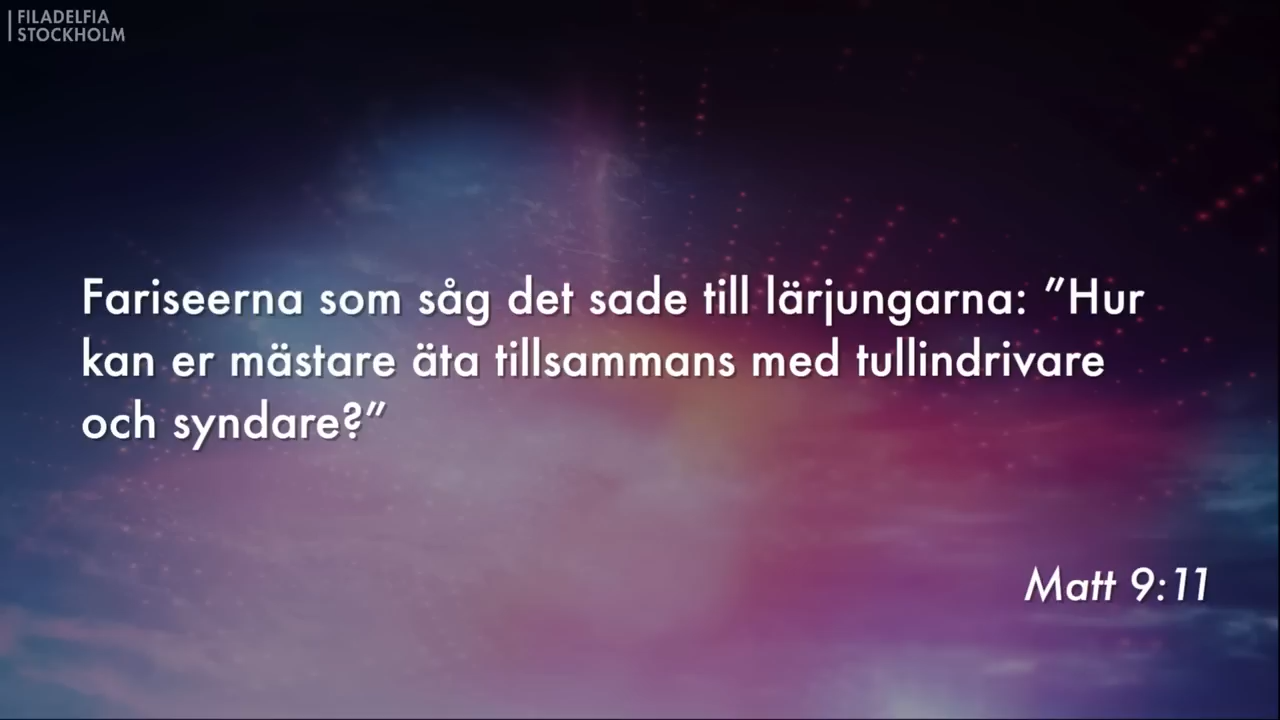 FILADELFIA
STOCKHOLM
Fariseerna som såg det sade till lärjungarna: ”Hur
kan er mästare äta tillsammans med tullindrivare
och syndare?”
Matt 9:11